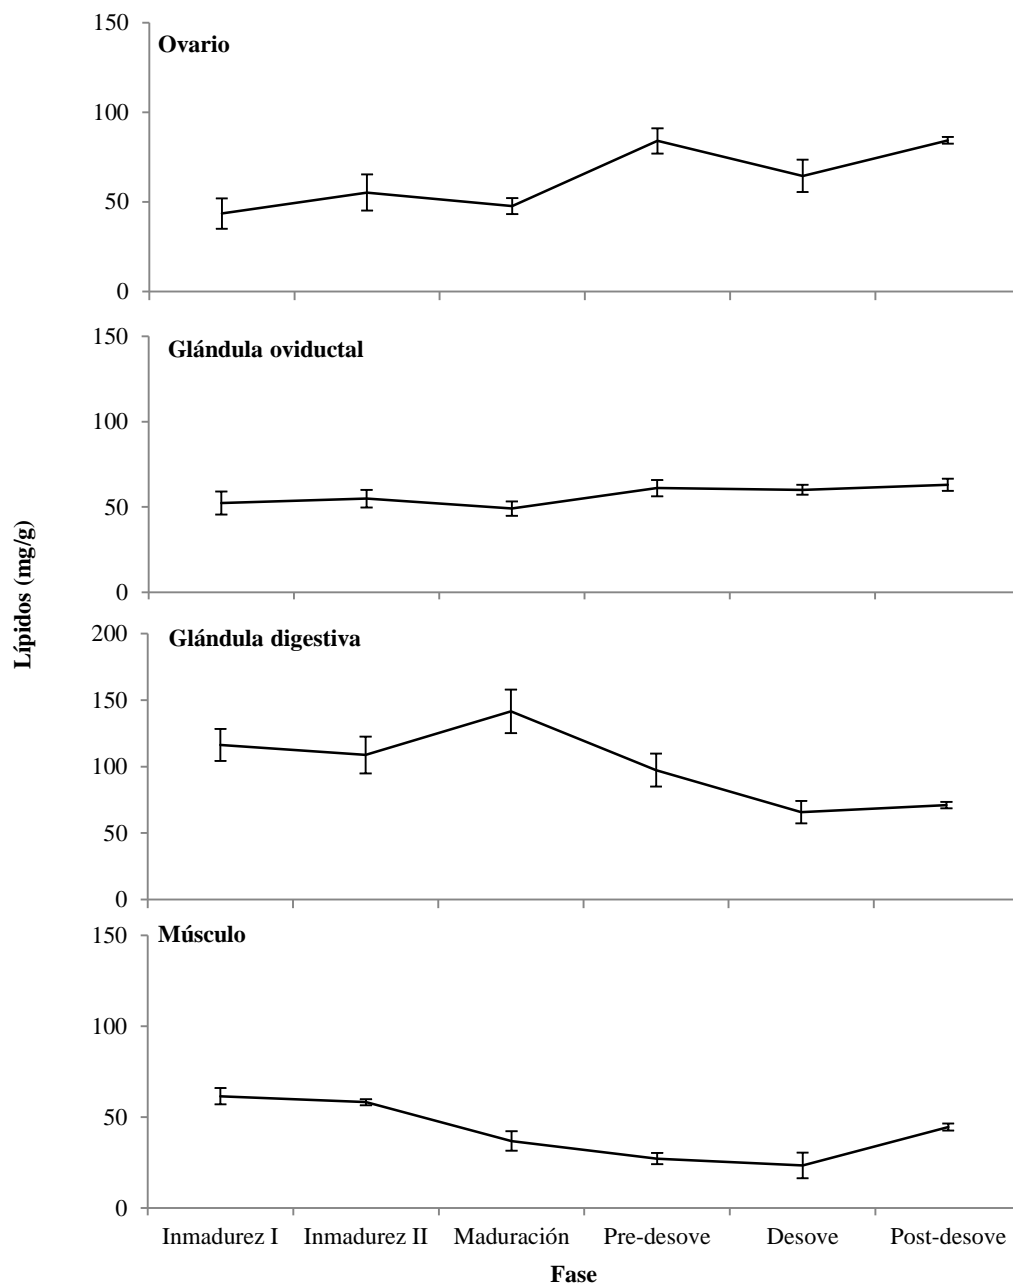 150
Ovario
100
50
0
150
Glándula oviductal
100
50
0
Lípidos (mg/g)
200
Glándula digestiva
150
100
50
0
150
Músculo
100
50
0
Inmadurez I Inmadurez II Maduración Pre-desove Desove Post-desove
Fase